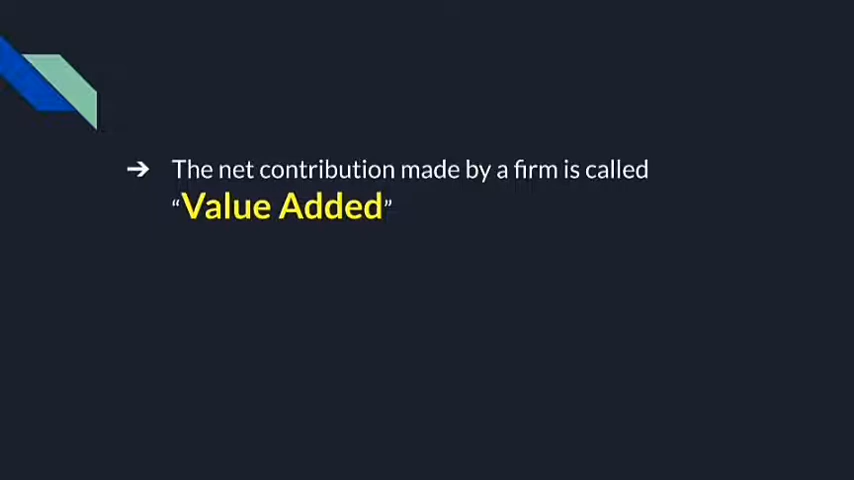 ➔ The net contribution made by a firm is called
“Value Added”